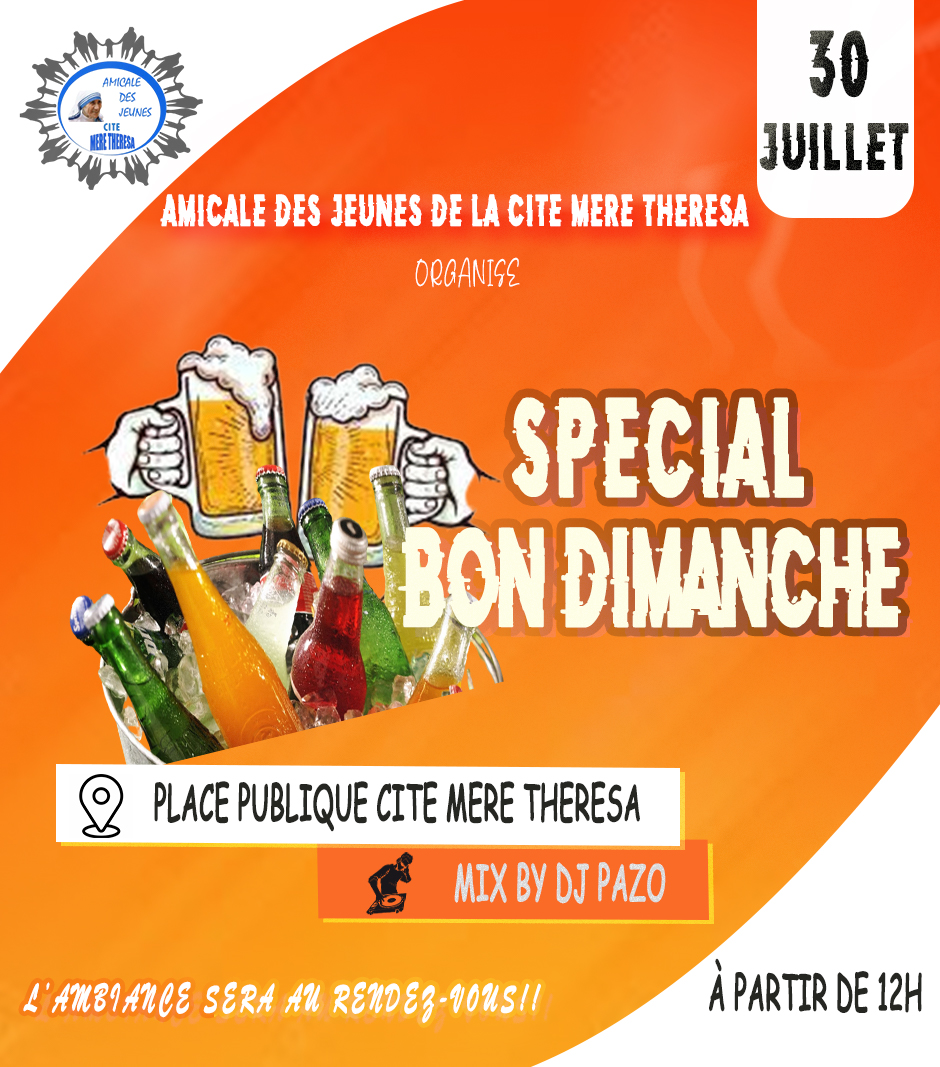 AMICALE
DES
JEUNES
CITE
MERE THERESA
30
JUILLET
AMICALE DES JEUNES DE LA CITE MERE THERESA
ORGANISE
SPECIAL
BON DIMANCHE
PLACE PUBLIQUE CITE MERE THERESA
MIX BY DJ PAZO
L'AMBIANCE SERA AU RENDEZ-VOUS!!
À PARTIR DE 12H